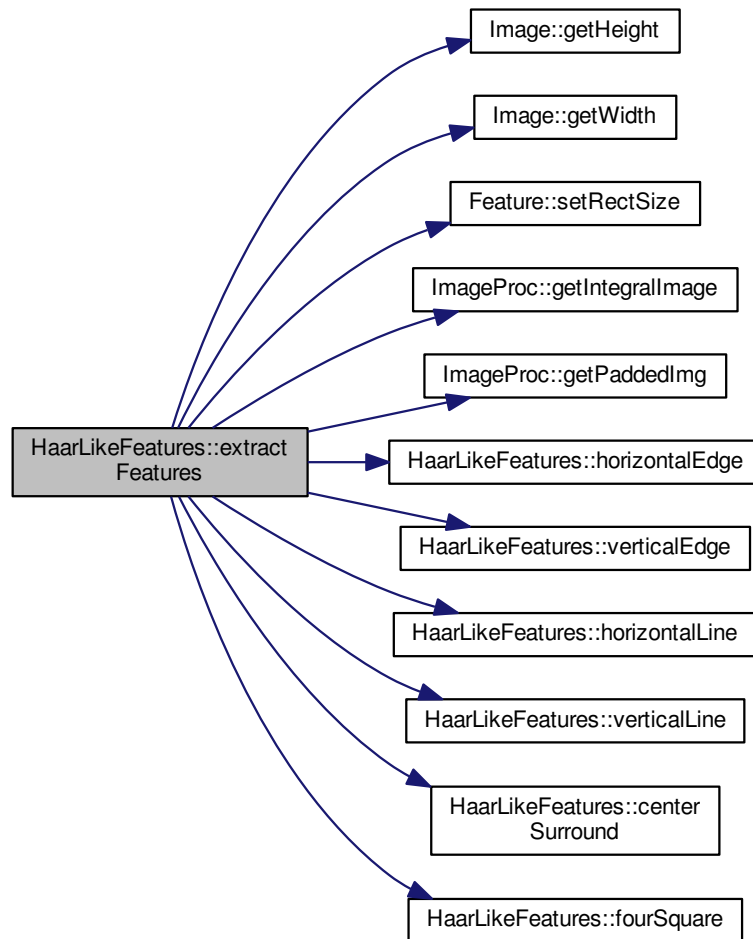 Image::getHeight
Image::getWidth
Feature::setRectSize
ImageProc::getIntegralImage
ImageProc::getPaddedImg
HaarLikeFeatures::extract
Features
HaarLikeFeatures::horizontalEdge
HaarLikeFeatures::verticalEdge
HaarLikeFeatures::horizontalLine
HaarLikeFeatures::verticalLine
HaarLikeFeatures::center
Surround
HaarLikeFeatures::fourSquare